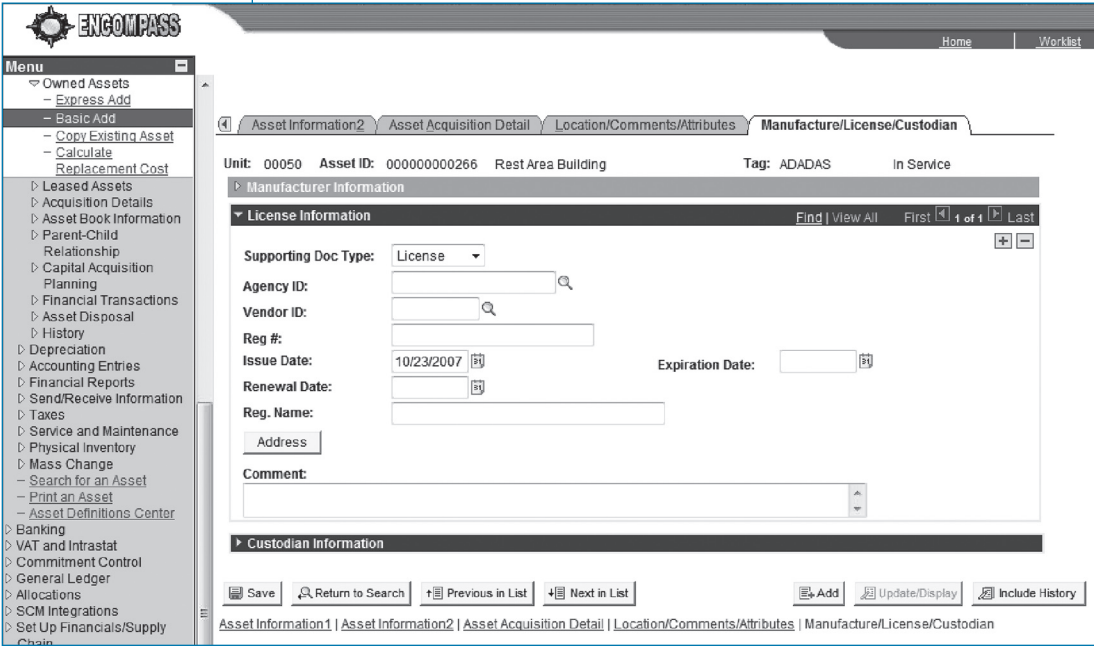 ENCOMPASS
Home
Worklist
Menu
Owned Assets
Express Add
Basic Add
Copy Existing Asset
Calculate
Replacement Cost
Leased Assets
Acquisition Details
Asset Book Information
Parent-Child
Relationship
Capital Acquisition
Planning
Financial Transactions
Asset Disposal
History
Depreciation
Accounting Entries
Financial Reports
Send/Receive Information
Taxes
Service and Maintenance
Physical Inventory
Mass Change
Search for an Asset
Print an Asset
Asset Definitions Center
Banking
VAT and Intrastat
Commitment Control
General Ledger
Allocations
SCM Integrations
Set Up Financials/Supply
Chain
Asset Information2
Asset Acquisition Detail
Location/Comments/Attributes
Manufacture/License/Custodian
Unit: 00050 Asset ID: 000000000266 Rest Area Building Tag: ADADAS In Service
Manufacturer Information
License Information Find | View All First 1 of 1 Last
Supporting Doc Type: License
Agency ID:
Vendor ID:
Reg #:
Issue Date: 10/23/2007 Expiration Date:
Renewal Date:
Reg. Name:
Address
Comment:
Custodian Information
Save Return to Search Previous in List Next in List Add Update/Display Include History
Asset Information1 | Asset Information2 | Asset Acquisition Detail | Location/Comments/Attributes | Manufacture/License/Custodian